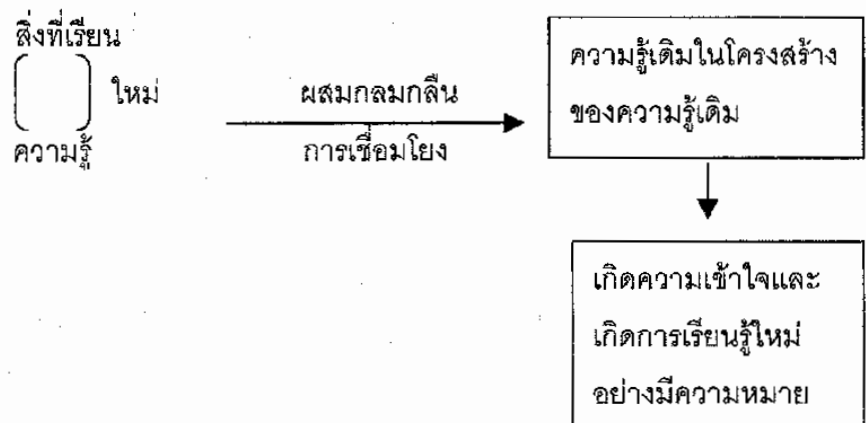 สิ่งที่เรียน
ใหม่
ความรู้
ผสมกลมกลืน
การเชื่อมโยง
ความรู้เดิมในโครงสร้าง
ของความรู้เดิม
เกิดความเข้าใจและ
เกิดการเรียนรู้ใหม่
อย่างมีความหมาย